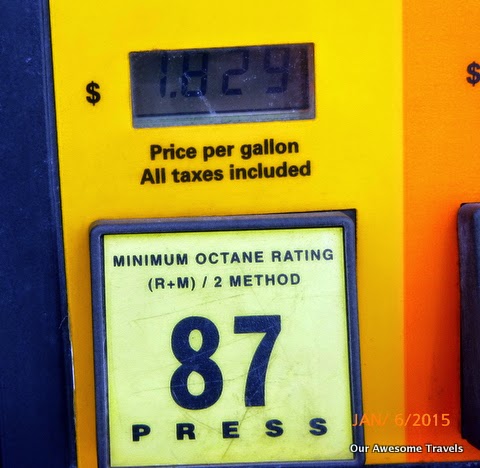 1.829
$
$
Price per gallon
All taxes included
MINIMUM OCTANE RATING
(R+M) / 2 METHOD
87
PRESS
JAN/ 6/2015
Our Awesome Travels